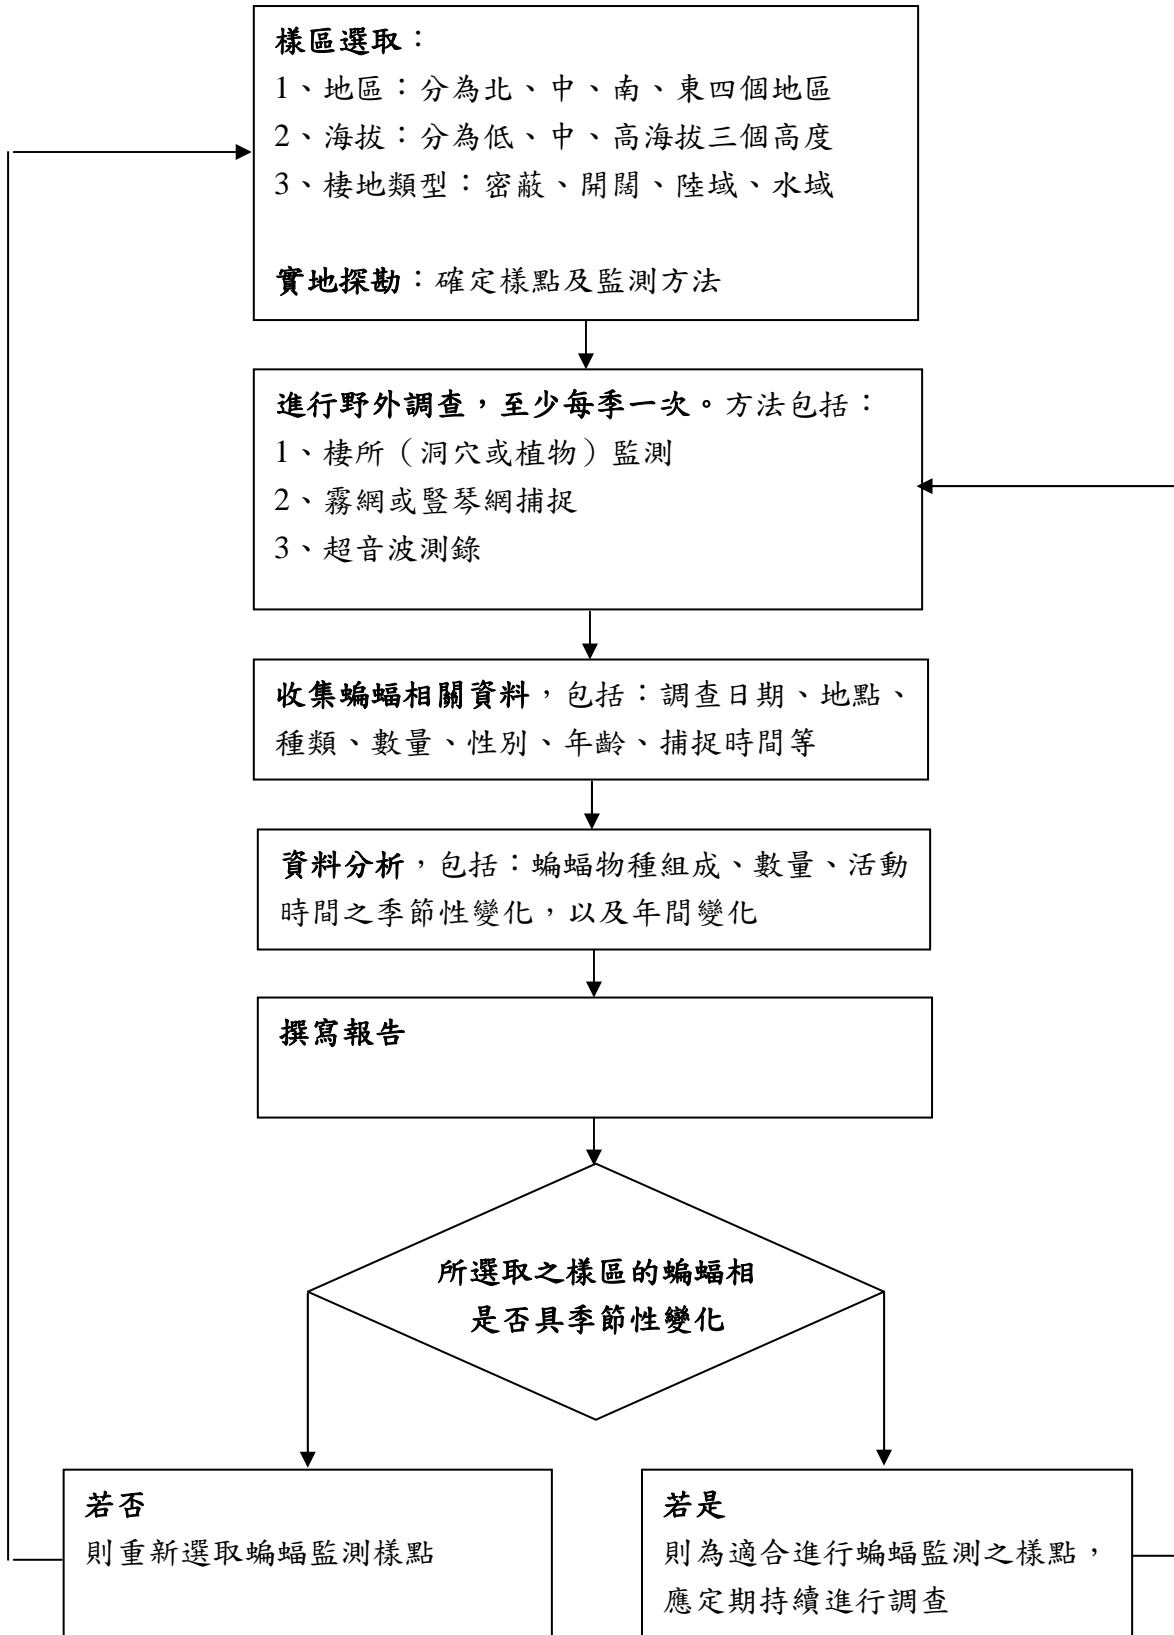 樣區選取：
1、地區：分為北、中、南、東四個地區
2、海拔：分為低、中、高海拔三個高度
3、棲地類型：密蔽、開闊、陸域、水域
實地探勘：確定樣點及監測方法
進行野外調查，至少每季一次。方法包括：
1、棲所（洞穴或植物）監測
2、霧網或豎琴網捕捉
3、超音波測錄
收集蝙蝠相關資料，包括：調查日期、地點、
種類、數量、性別、年齡、捕捉時間等
資料分析，包括：蝙蝠物種組成、數量、活動
時間之季節性變化，以及年間變化
撰寫報告
所選取之樣區的蝙蝠相
是否具季節性變化
若否
則重新選取蝙蝠監測樣點
若是
則為適合進行蝙蝠監測之樣點，
應定期持續進行調查